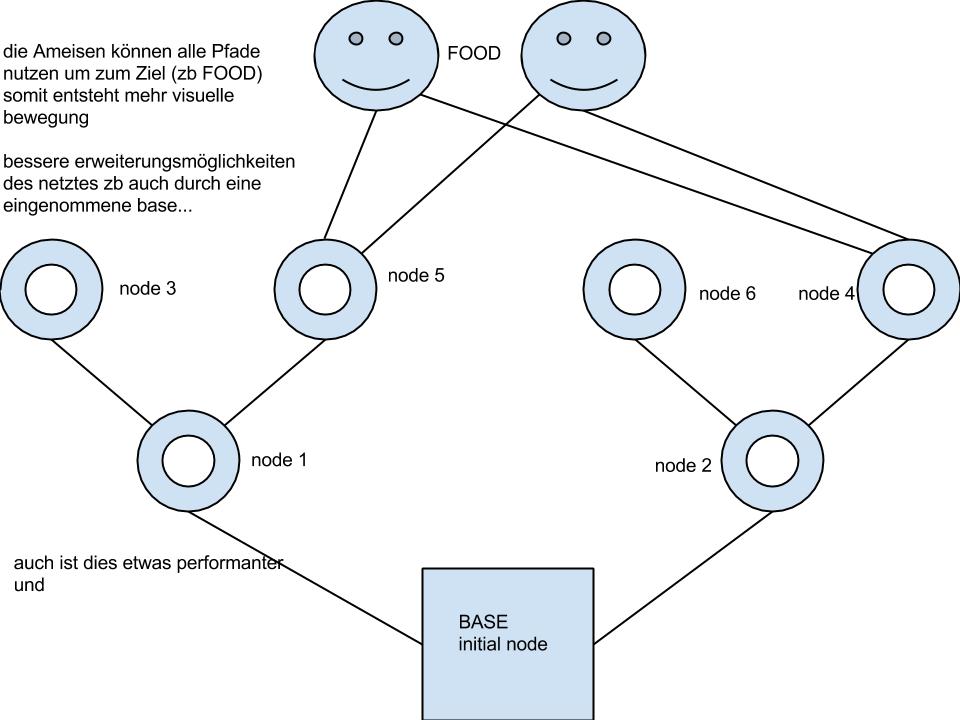 die Ameisen können alle Pfade
nutzen um zum Ziel (zb FOOD)
somit entsteht mehr visuelle
bewegung
FOOD
bessere erweiterungsmöglichkeiten
des netztes zb auch durch eine
eingenommene base...
node 3
node 5
node 6
node 4
node 1
node 2
auch ist dies etwas performanter
und
BASE
initial node